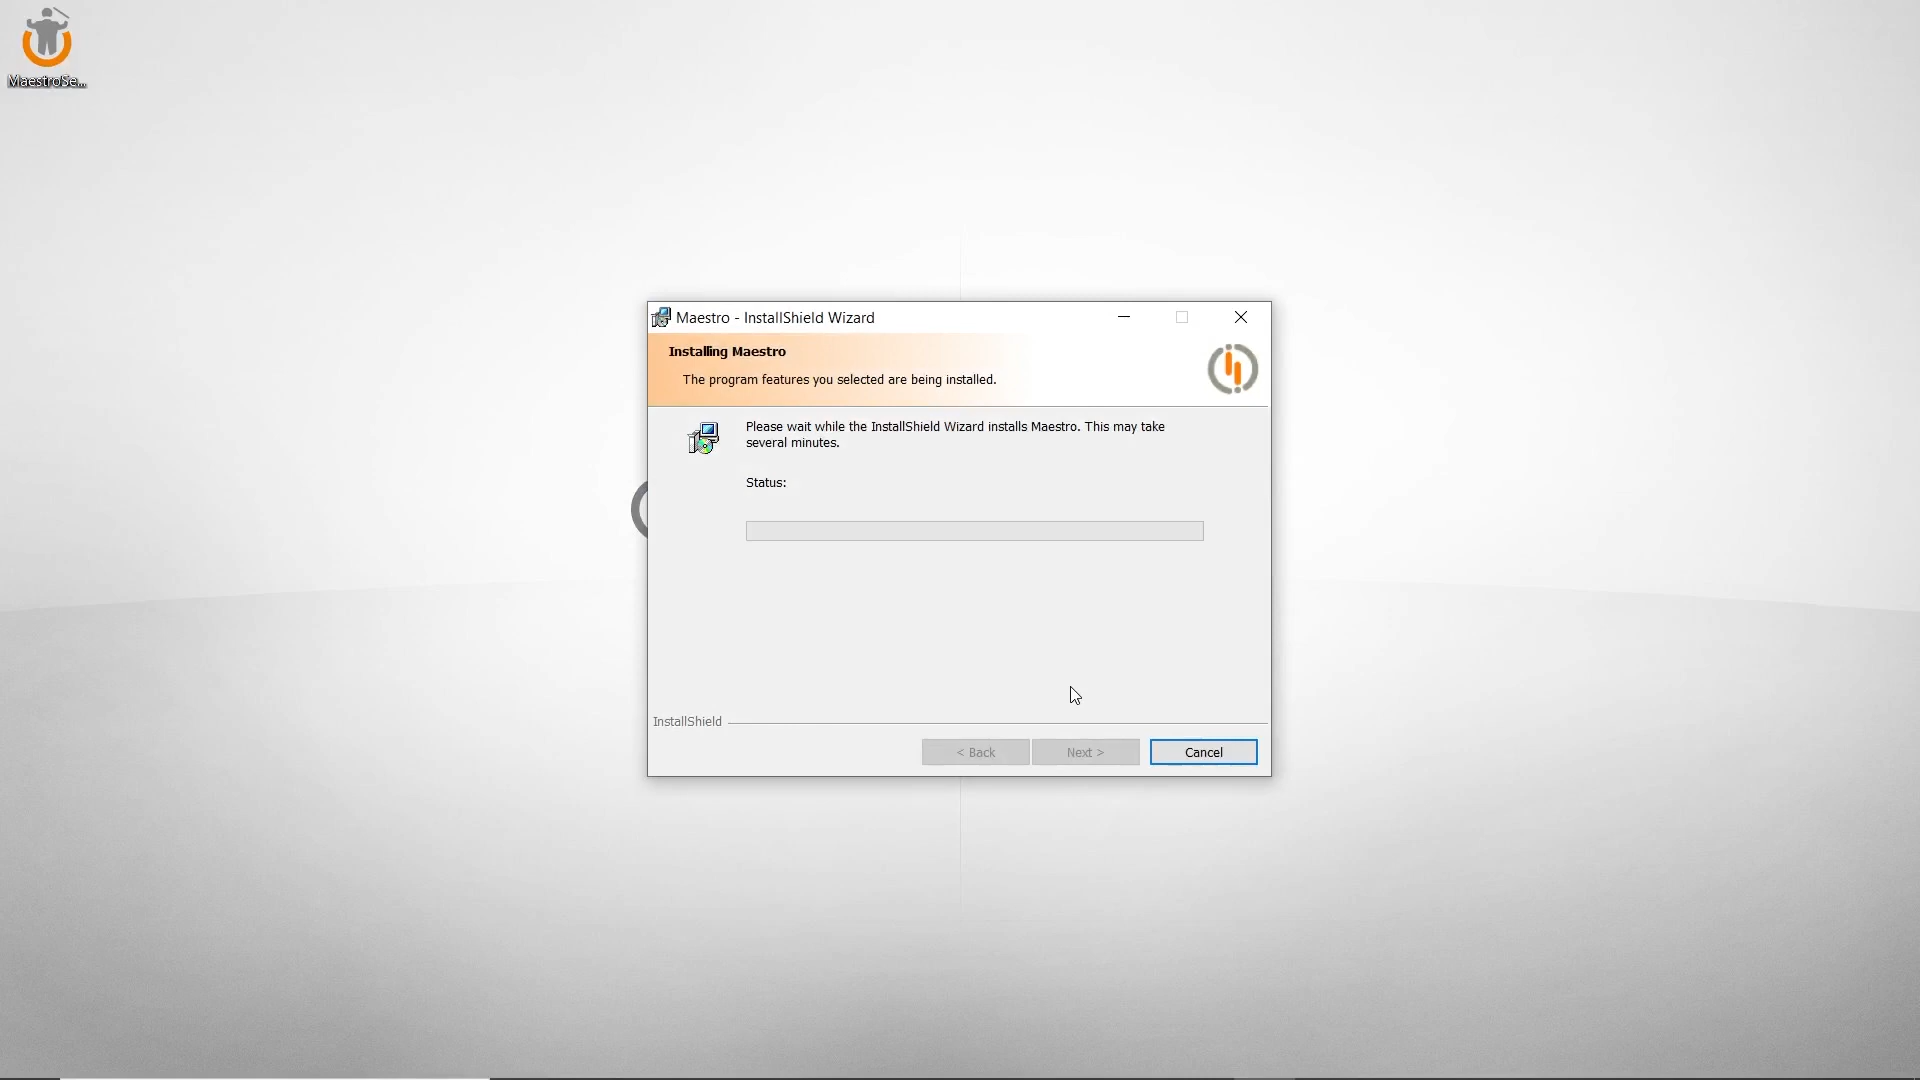 MaestroSe...
Maestro - InstallShield Wizard
Installing Maestro
The program features you selected are being installed.
Please wait while the InstallShield Wizard installs Maestro. This may take
several minutes.
Status:
InstallShield
< Back
Next >
Cancel